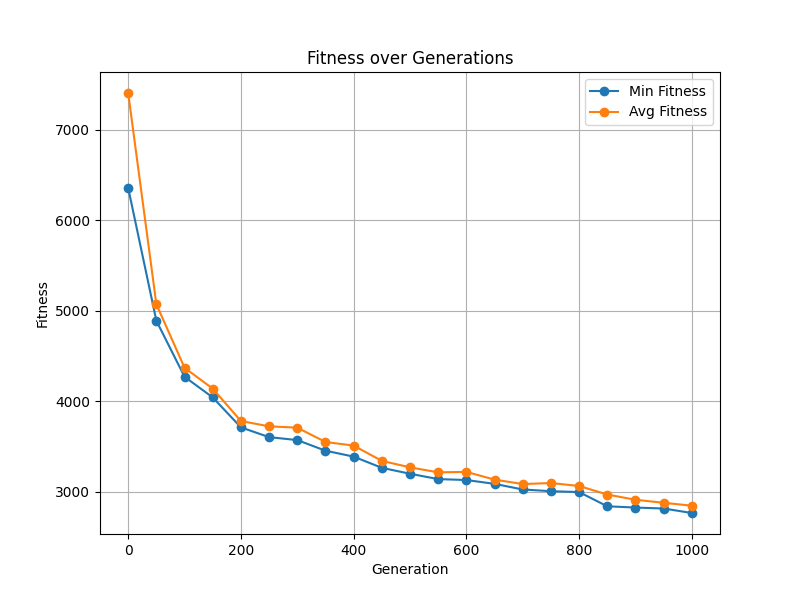 Fitness over Generations
Min Fitness
Avg Fitness
7000
6000
5000
4000
3000
Fitness
0 200 400 600 800 1000
Generation